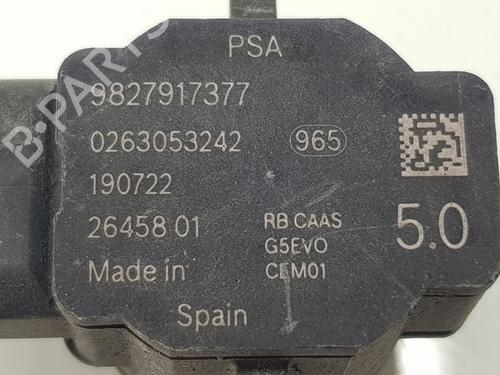 PSA
9827917377
0263053242 965
190722
26458 01 RB CAAS 5.0
G5EVO
Made in CEM01
Spain
B-PARTS